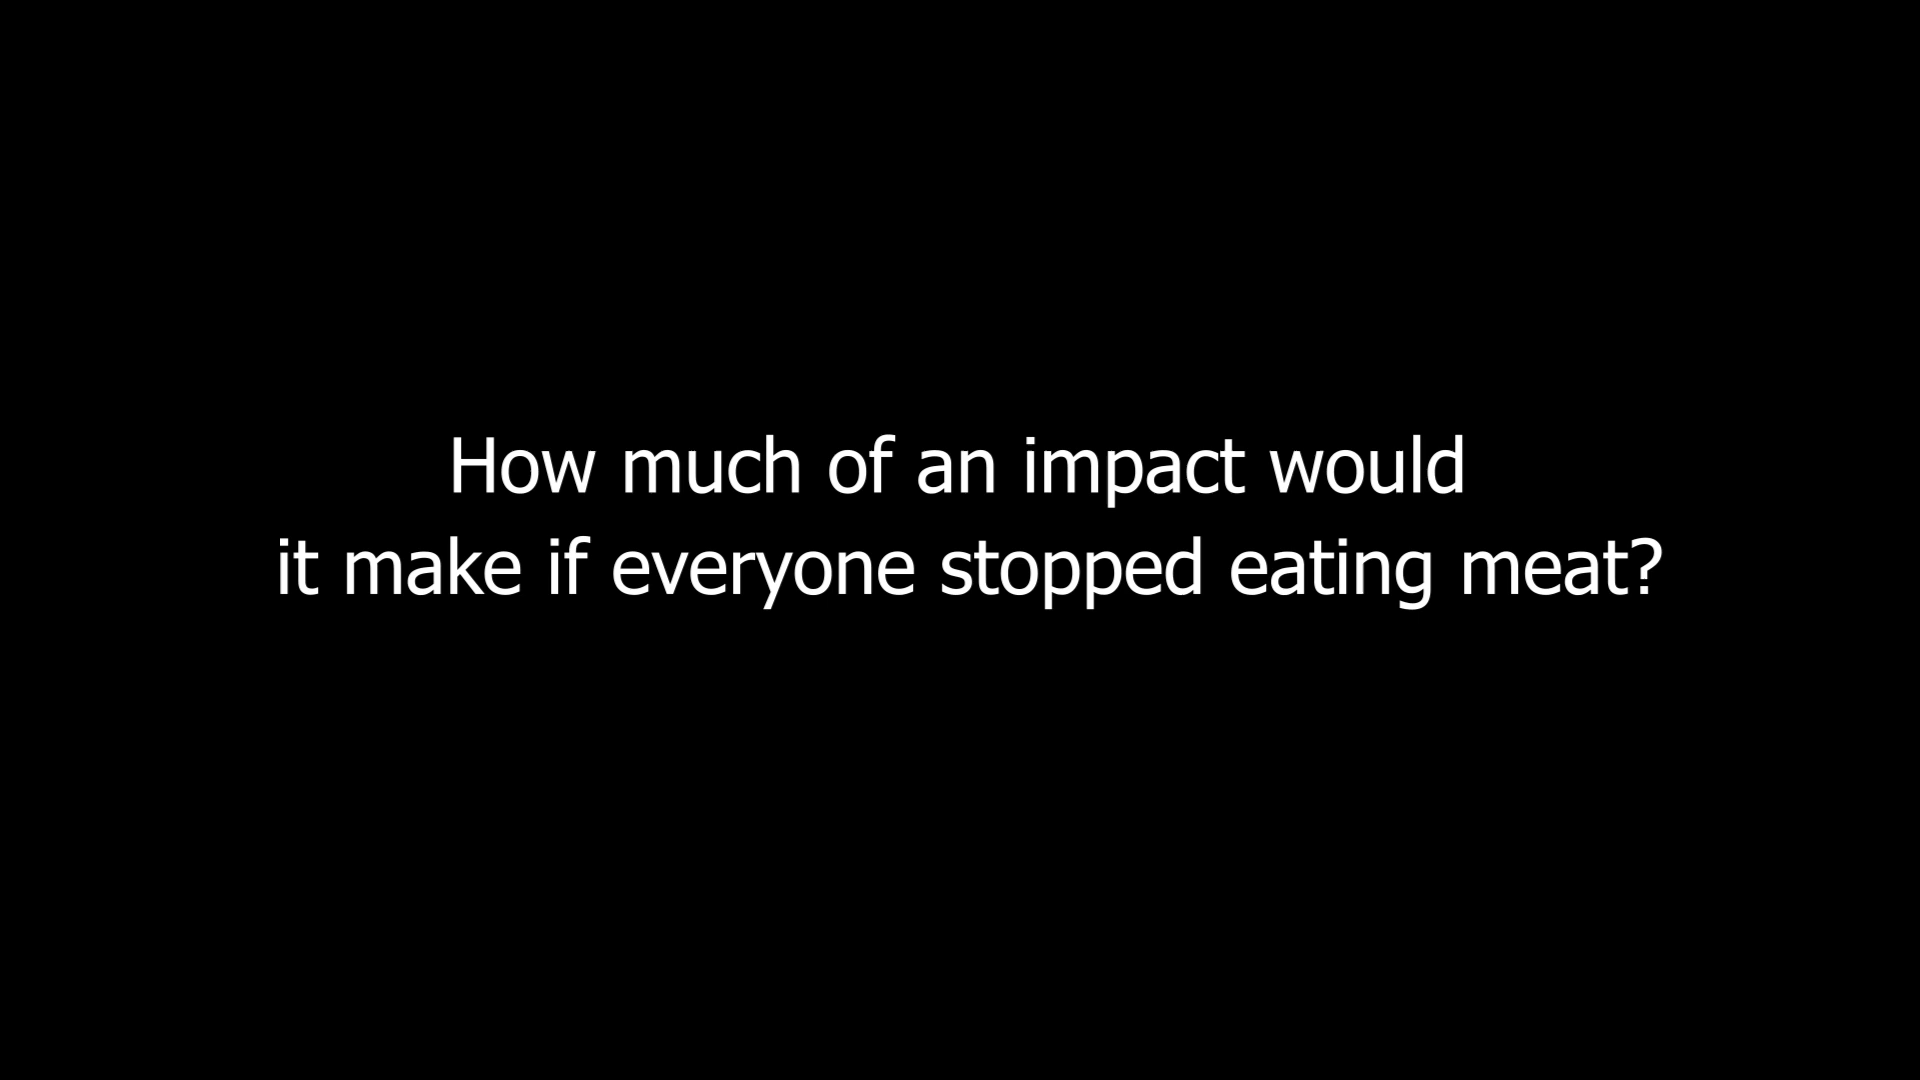 How much of an impact would
it make if everyone stopped eating meat?